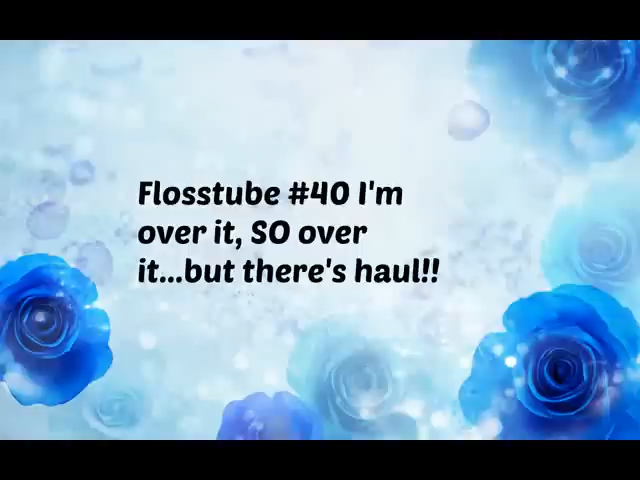 Flosstube #40 I'm
over it, SO over
it...but there's haul!!